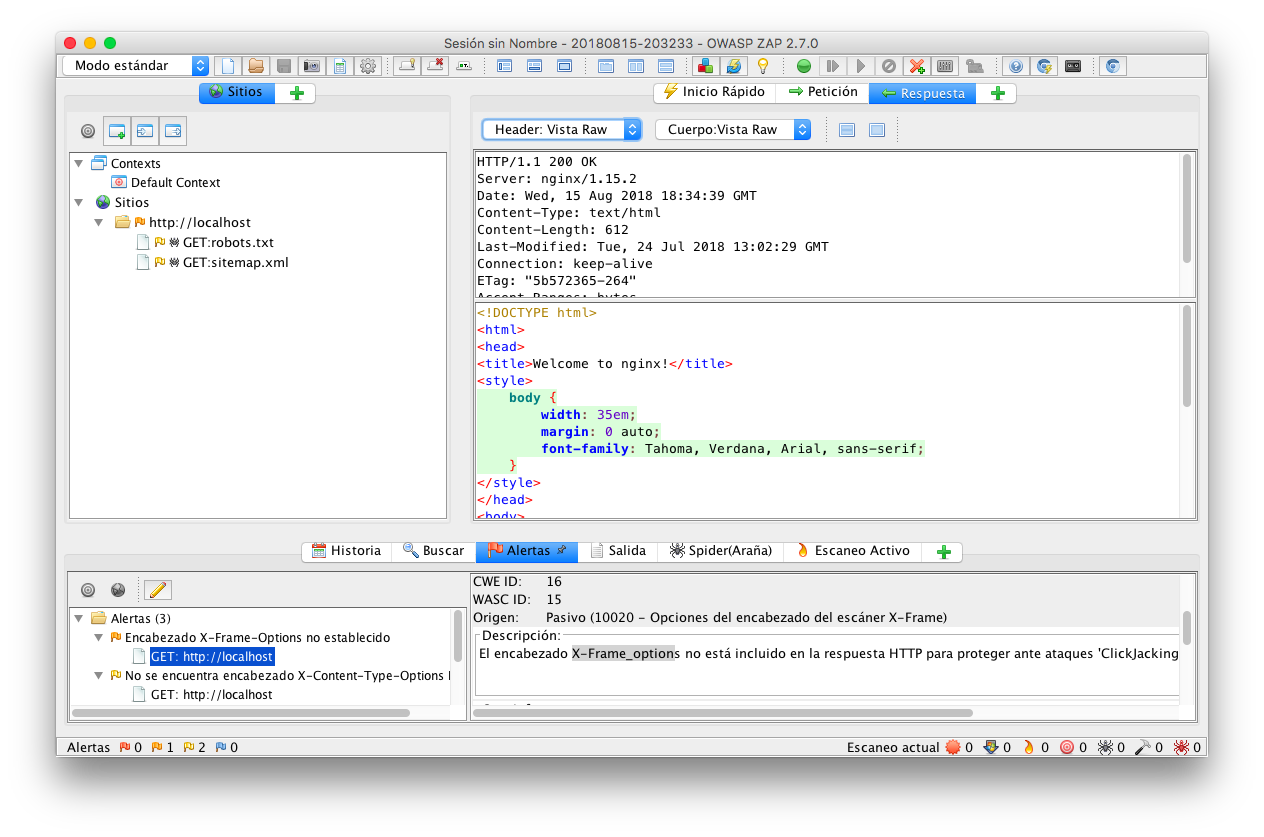 Sesión sin Nombre - 20180815-203233 - OWASP ZAP 2.7.0
Modo estándar
Sitios
Inicio Rápido
Petición
Respuesta
Header: Vista Raw
Cuerpo:Vista Raw
Contexts
Default Context
Sitios
http://localhost
GET:robots.txt
GET:sitemap.xml
HTTP/1.1 200 OK
Server: nginx/1.15.2
Date: Wed, 15 Aug 2018 18:34:39 GMT
Content-Type: text/html
Content-Length: 612
Last-Modified: Tue, 24 Jul 2018 13:02:29 GMT
Connection: keep-alive
ETag: "5b572365-264"
Accept-Ranges: bytes
<!DOCTYPE html>
<html>
<head>
<title>Welcome to nginx!</title>
<style>
body {
width: 35em;
margin: 0 auto;
font-family: Tahoma, Verdana, Arial, sans-serif;
}
</style>
</head>
<body>
Historia
Buscar
Alertas
Salida
Spider(Araña)
Escaneo Activo
Alertas (3)
Encabezado X-Frame-Options no establecido
GET: http://localhost
No se encuentra encabezado X-Content-Type-Options
GET: http://localhost
CWE ID: 16
WASC ID: 15
Origen: Pasivo (10020 - Opciones del encabezado del escáner X-Frame)
Descripción:
El encabezado X-Frame_options no está incluido en la respuesta HTTP para proteger ante ataques 'ClickJacking
Alertas 0 1 2 0
Escaneo actual 0 0 0 0 0 0 0